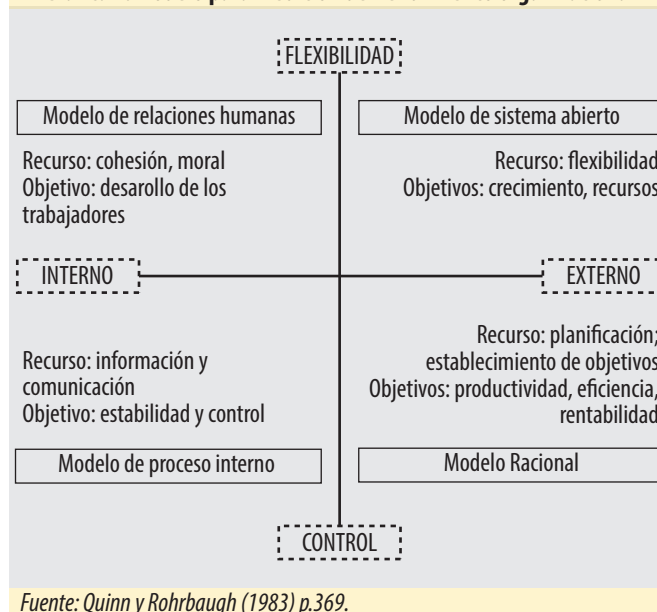 FLEXIBILIDAD
Modelo de relaciones humanas
Modelo de sistema abierto
Recurso: cohesión, moral
Objetivo: desarollo de los
trabajadores
Recurso: flexibilidad
Objetivos: crecimiento, recursos
INTERNO
EXTERNO
Recurso: información y
comunicación
Objetivo: estabilidad y control
Recurso: planificación;
establecimiento de objetivos
Objetivos: productividad, eficiencia,
rentabilidad
Modelo de proceso interno
Modelo Racional
CONTROL
Fuente: Quinn y Rohrbaugh (1983) p.369.